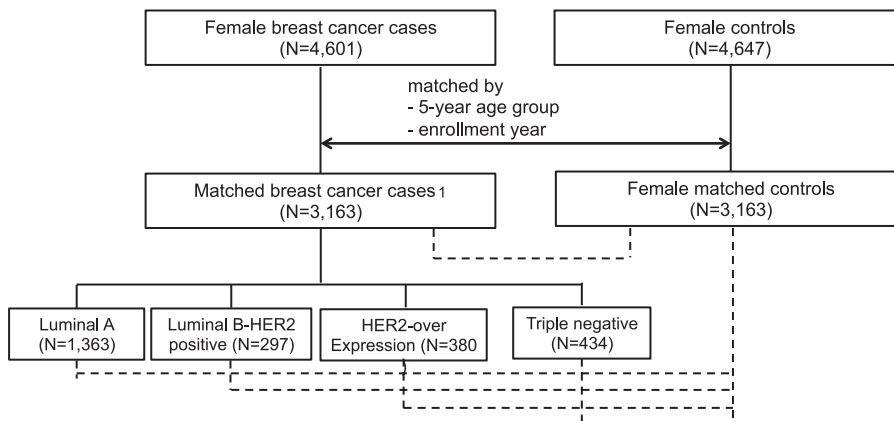 Female breast cancer cases
(N=4,601)
Female controls
(N=4,647)
matched by
- 5-year age group
- enrollment year
Matched breast cancer cases 1
(N=3,163)
Female matched controls
(N=3,163)
Luminal A
(N=1,363)
Luminal B-HER2
positive (N=297)
HER2-over
Expression (N=380
Triple negative
(N=434)